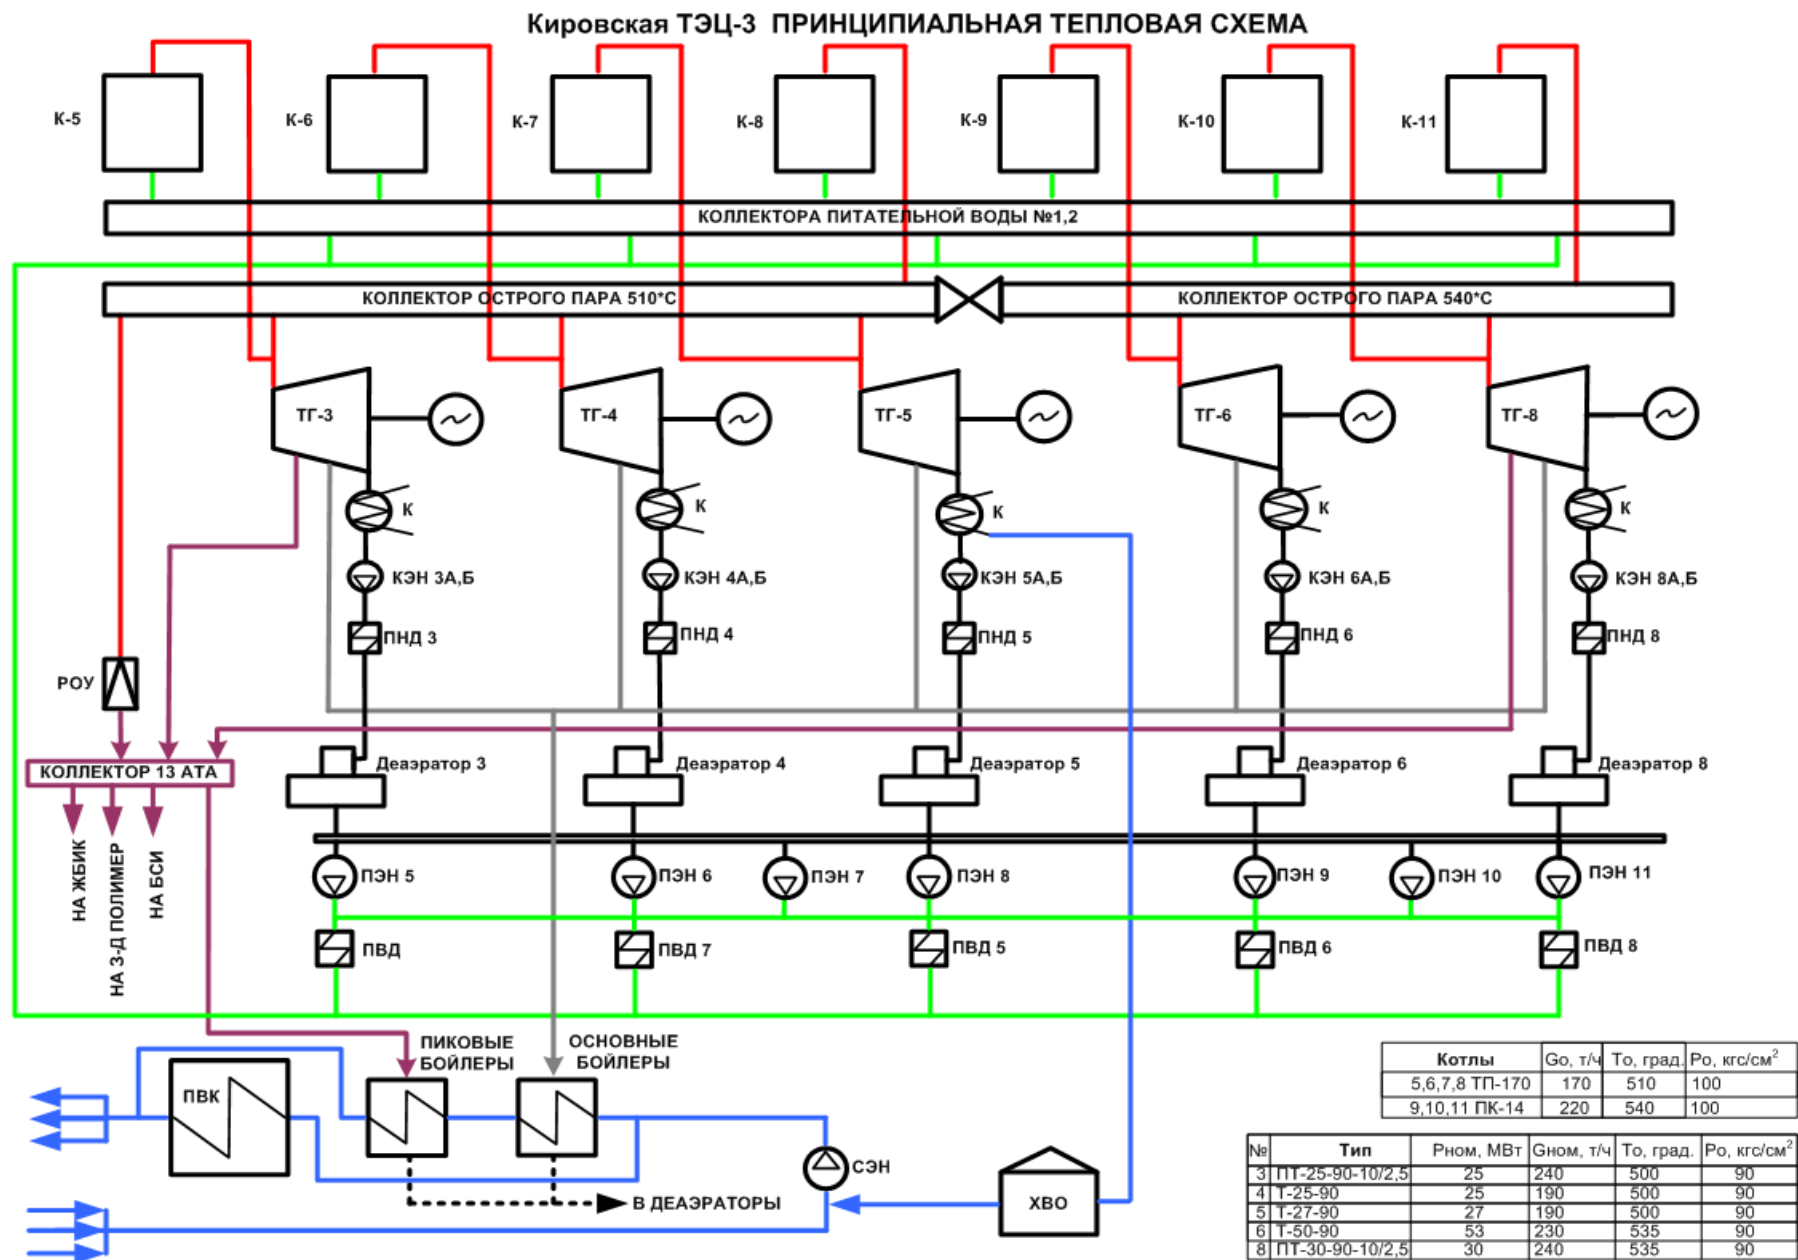 Кировская ТЭЦ-3 ПРИНЦИПИАЛЬНАЯ ТЕПЛОВАЯ СХЕМА
К-5
К-6
К-7
К-8
К-9
К-10
К-11
КОЛЛЕКТОРА ПИТАТЕЛЬНОЙ ВОДЫ №1,2
КОЛЛЕКТОР ОСТРОГО ПАРА 510*С
КОЛЛЕКТОР ОСТРОГО ПАРА 540*С
ТГ-3
ТГ-4
ТГ-5
ТГ-6
ТГ-8
К
К
К
К
К
КЭН 3А,Б
КЭН 4А,Б
КЭН 5А,Б
КЭН 6А,Б
КЭН 8А,Б
ПНД 3
ПНД 4
ПНД 5
ПНД 6
ПНД 8
РОУ
КОЛЛЕКТОР 13 АТА
Деаэратор 3
Деаэратор 4
Деаэратор 5
Деаэратор 6
Деаэратор 8
НА ЖБИК
НА З-Д ПОЛИМЕР
НА БСИ
ПЭН 5
ПЭН 6
ПЭН 7
ПЭН 8
ПЭН 9
ПЭН 10
ПЭН 11
ПВД
ПВД 7
ПВД 5
ПВД 6
ПВД 8
ПИКОВЫЕ
БОЙЛЕРЫ
ОСНОВНЫЕ
БОЙЛЕРЫ
ПВК
СЭН
ХВО
В ДЕАЭРАТОРЫ
Котлы Go, т/ч То, град. Ро, кгс/см²
5,6,7,8 ТП-170 170 510 100
9,10,11 ПК-14 220 540 100
№ Тип Рном, МВт Gном, т/ч То, град. Ро, кгс/см²
3 ПТ-25-90-10/2,5 25 240 500 90
4 Т-25-90 25 190 500 90
5 Т-27-90 27 190 500 90
6 Т-50-90 53 230 535 90
8 ПТ-30-90-10/2,5 30 240 535 90